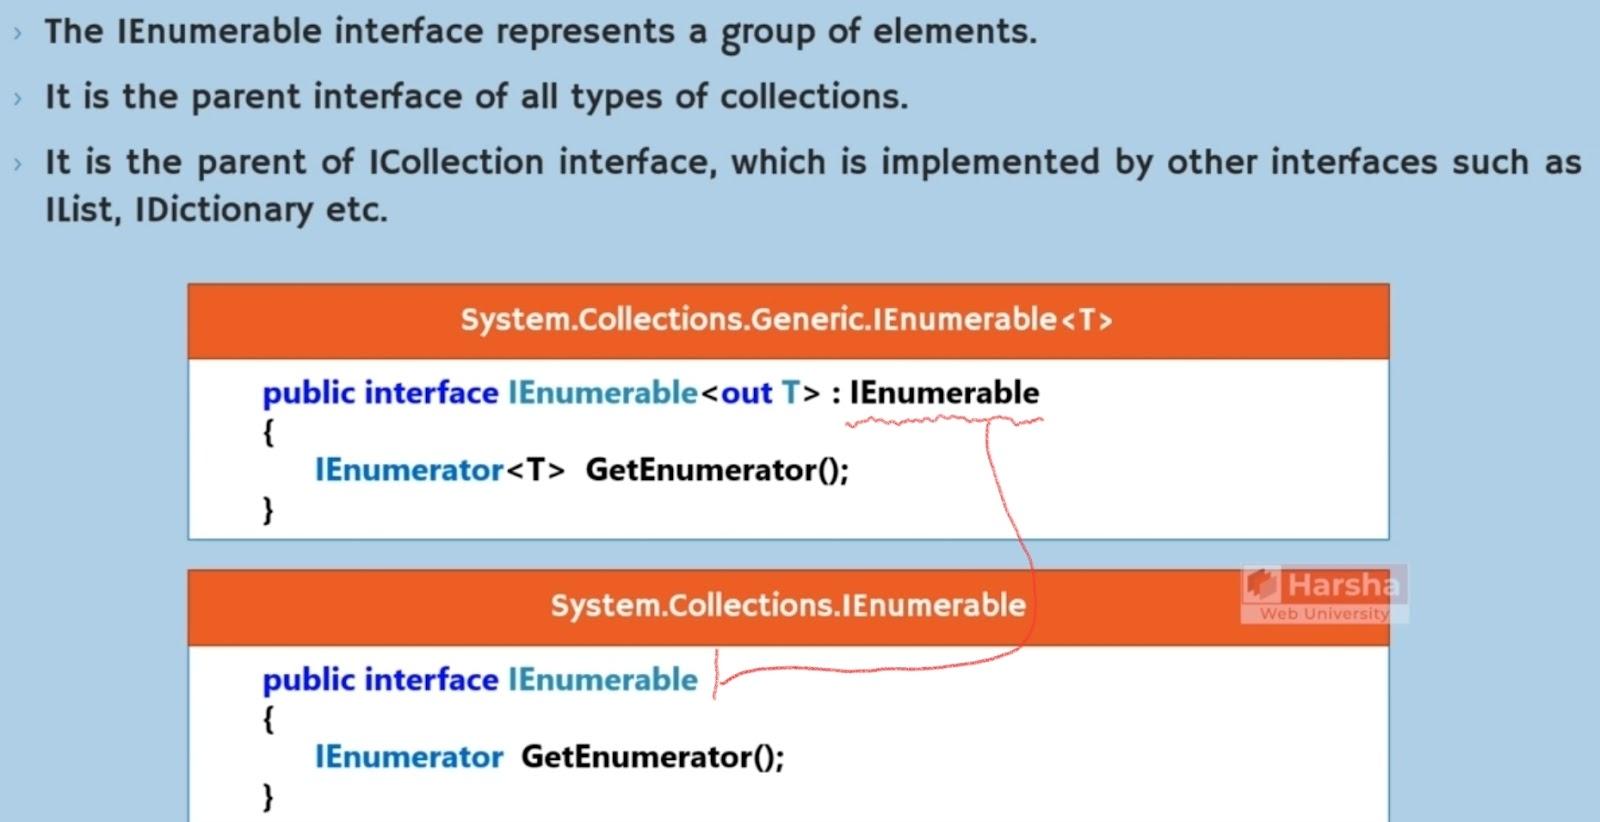 The IEnumerable interface represents a group of elements.
It is the parent interface of all types of collections.
It is the parent of ICollection interface, which is implemented by other interfaces such as
IList, IDictionary etc.
System.Collections.Generic.IEnumerable<T>
public interface IEnumerable<out T> : IEnumerable
{
IEnumerator<T> GetEnumerator();
}
Harsha
Web University
System.Collections.IEnumerable
public interface IEnumerable
{
IEnumerator GetEnumerator();
}